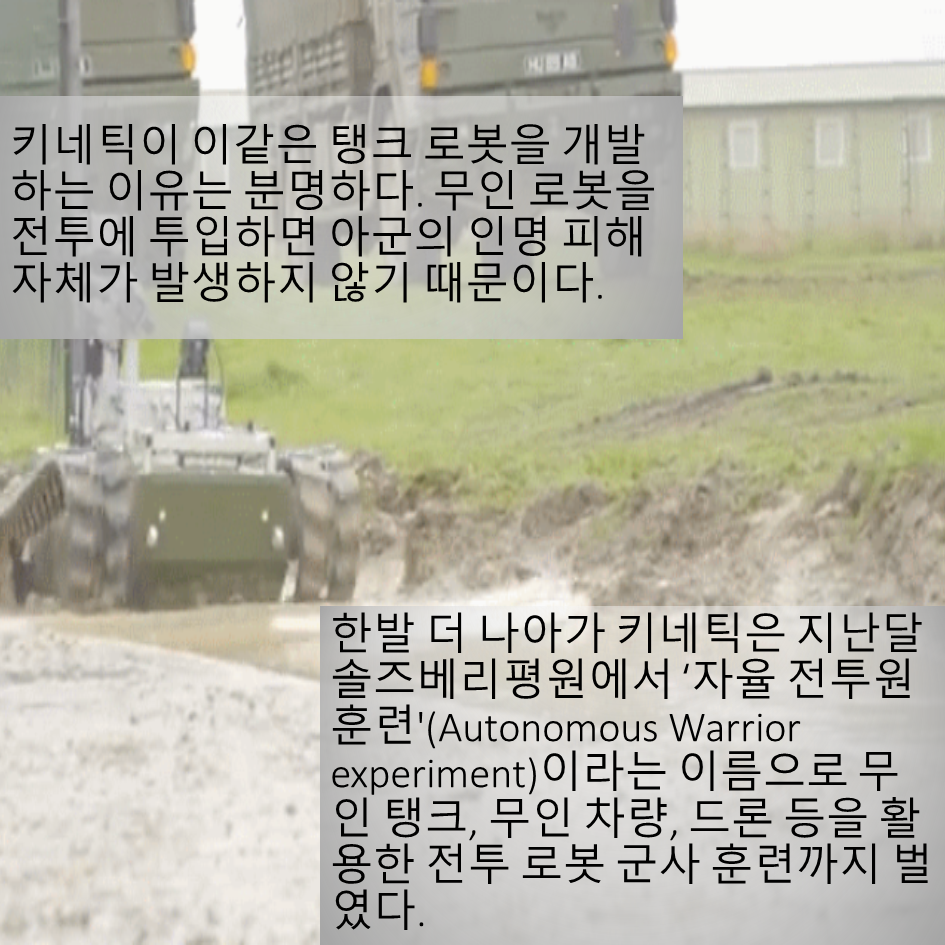 키네틱이 이같은 탱크 로봇을 개발
하는 이유는 분명하다. 무인 로봇을
전투에 투입하면 아군의 인명 피해
자체가 발생하지 않기 때문이다.
한발 더 나아가 키네틱은 지난달
솔즈베리평원에서 ‘자율 전투원
훈련'(Autonomous Warrior
experiment)이라는 이름으로 무
인 탱크, 무인 차량, 드론 등을 활
용한 전투 로봇 군사 훈련까지 벌
였다.